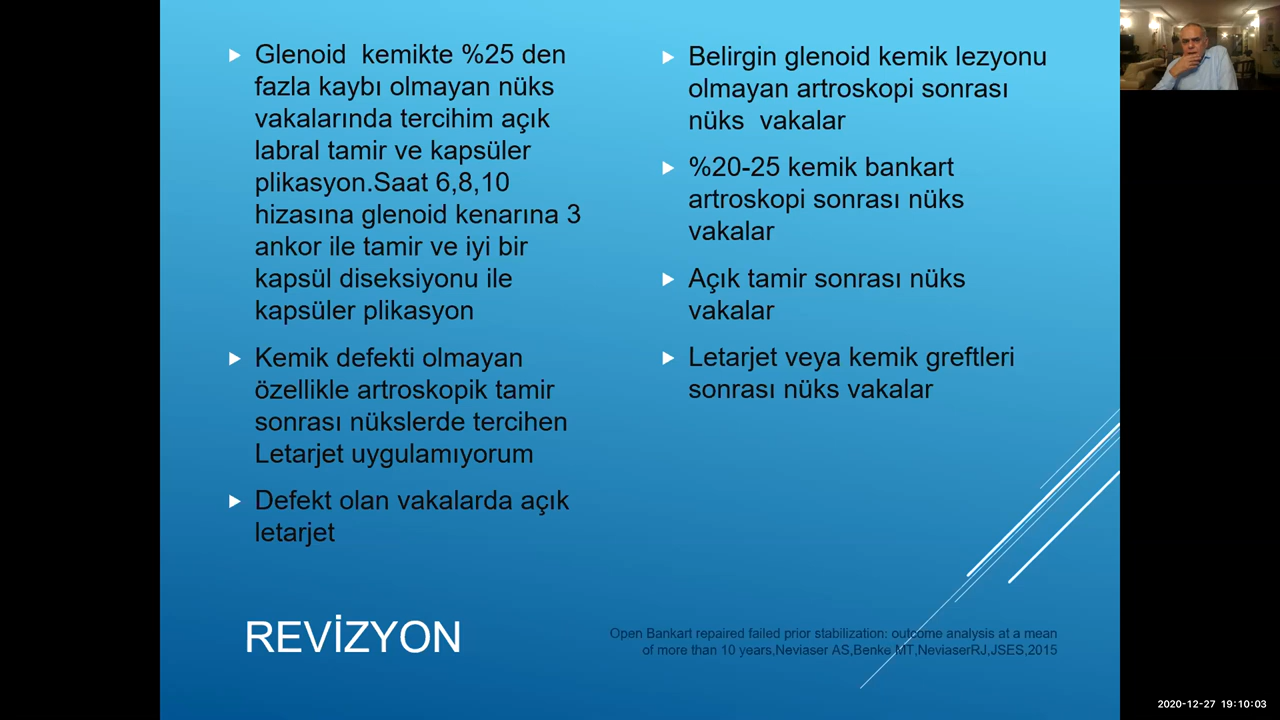 Glenoid  kemikte %25 den
fazla kaybı olmayan nüks
vakalarında tercihim açık
labral tamir ve kapsüler
plikasyon.Saat 6,8,10
hizasına glenoid kenarına 3
ankor ile tamir ve iyi bir
kapsül diseksiyonu ile
kapsüler plikasyon
Kemik defekti olmayan
özellikle artroskopik tamir
sonrası nükslerde tercihen
Letarjet uygulamıyorum
Defekt olan vakalarda açık
letarjet
Belirgin glenoid kemik lezyonu
olmayan artroskopi sonrası
nüks  vakalar
%20-25 kemik bankart
artroskopi sonrası nüks
vakalar
Açık tamir sonrası nüks
vakalar
Letarjet veya kemik greftleri
sonrası nüks vakalar
REVİZYON
Open Bankart repaired failed prior stabilization: outcome analysis at a mean
of more than 10 years,Neviaser AS,Benke MT,NeviaserRJ,JSES,2015
2020-12-27 19:10:03